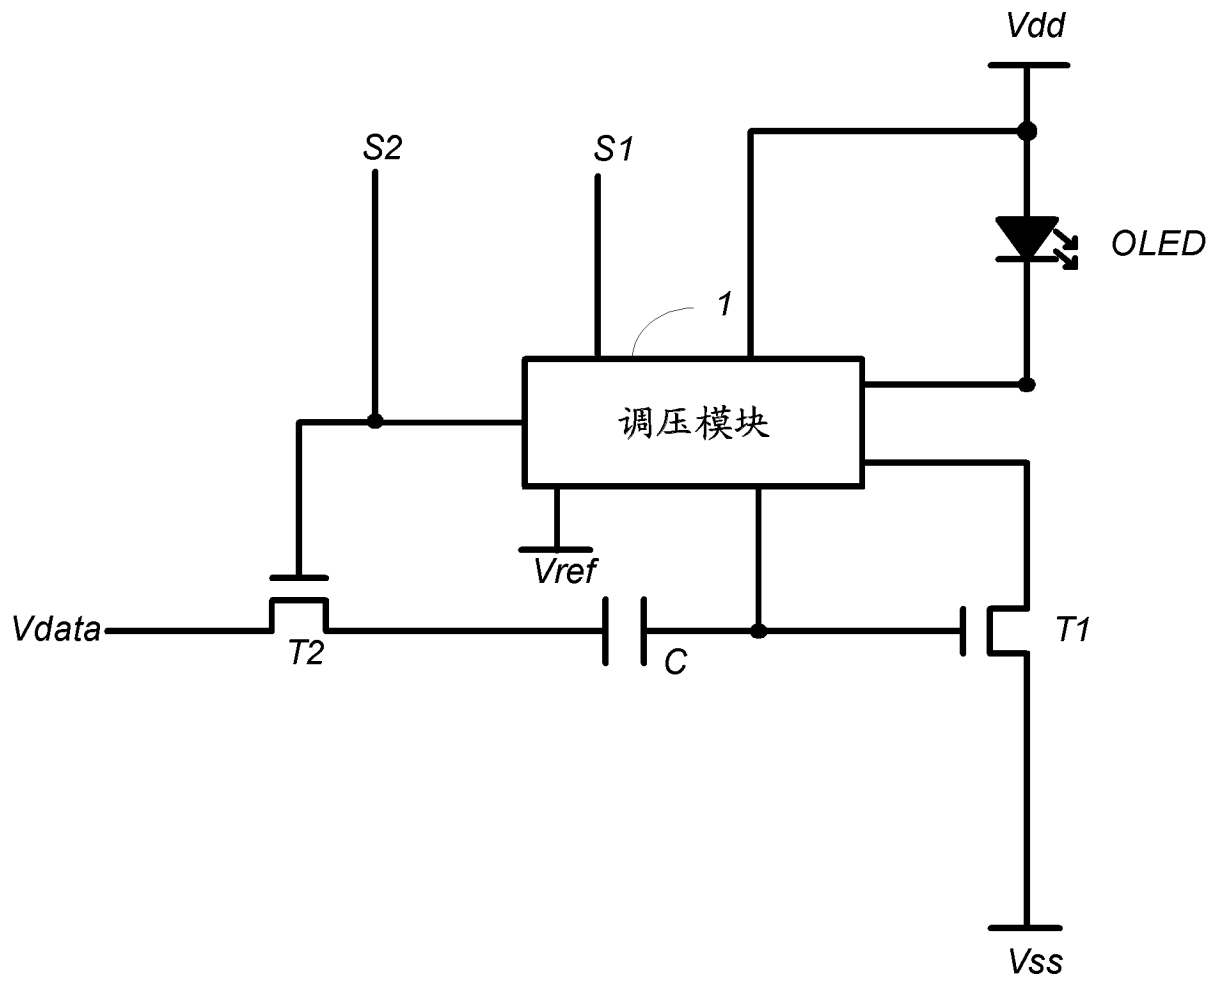 Vdd
S2
S1
OLED
1
调压模块
Vref
Vdata
T2
C
T1
Vss